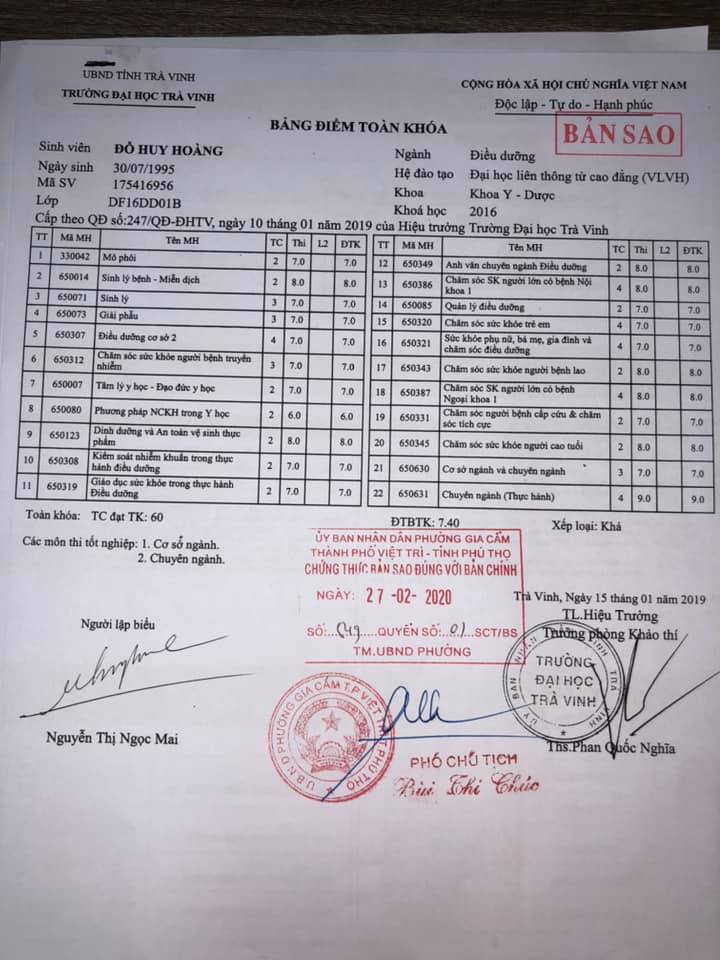 UBND TỈNH TRÀ VINH
TRƯỜNG ĐẠI HỌC TRÀ VINH
CỘNG HÒA XÃ HỘI CHỦ NGHĨA VIỆT NAM
Độc lập - Tự do - Hạnh phúc
BẢNG ĐIỂM TOÀN KHÓA
BẢN SAO
Sinh viên ĐỖ HUY HOÀNG
Ngày sinh 30/07/1995
Mã SV 175416956
Lớp DF16DD01B
Ngành Điều dưỡng
Hệ đào tạo Đại học liên thông từ cao đẳng (VLVH)
Khoa Khoa Y - Dược
Khoá học 2016
Cấp theo QĐ số:247/QĐ-ĐHTV, ngày 10 tháng 01 năm 2019 của Hiệu trưởng Trường Đại học Trà Vinh
TT Mã MH Tên MH TC Thi L2 ĐTK
1 330042 Mô phôi 2 7.0 7.0
2 650014 Sinh lý bệnh - Miễn dịch 2 8.0 8.0
3 650071 Sinh lý 3 7.0 7.0
4 650073 Giải phẫu 3 7.0 7.0
5 650307 Điều dưỡng cơ sở 2 4 7.0 7.0
6 650312 Chăm sóc sức khỏe người bệnh truyền nhiễm 3 7.0 7.0
7 650007 Tâm lý y học - Đạo đức y học 2 7.0 7.0
8 650080 Phương pháp NCKH trong Y học 2 6.0 6.0
9 650123 Dinh dưỡng và An toàn vệ sinh thực phẩm 2 8.0 8.0
10 650308 Kiểm soát nhiễm khuẩn trong thực hành điều dưỡng 2 7.0 7.0
11 650319 Giáo dục sức khỏe trong thực hành Điều dưỡng 2 7.0 7.0
TT Mã MH Tên MH TC Thi L2 ĐTK
12 650349 Anh văn chuyên ngành Điều dưỡng 2 8.0 8.0
13 650386 Chăm sóc SK người lớn có bệnh Nội khoa 1 4 8.0 8.0
14 650085 Quản lý điều dưỡng 2 7.0 7.0
15 650320 Chăm sóc sức khỏe trẻ em 4 7.0 7.0
16 650321 Sức khỏe phụ nữ, bà mẹ, gia đình và chăm sóc điều dưỡng 4 7.0 7.0
17 650343 Chăm sóc sức khỏe người bệnh lao 2 8.0 8.0
18 650387 Chăm sóc SK người lớn có bệnh Ngoại khoa 1 4 8.0 8.0
19 650331 Chăm sóc người bệnh cấp cứu & chăm sóc tích cực 2 7.0 7.0
20 650345 Chăm sóc sức khỏe người cao tuổi 2 8.0 8.0
21 650630 Cơ sở ngành và chuyên ngành 3 7.0 7.0
22 650631 Chuyên ngành (Thực hành) 4 9.0 9.0
Toàn khóa: TC đạt TK: 60 ĐTBTK: 7.40 Xếp loại: Khá
Các môn thi tốt nghiệp: 1. Cơ sở ngành.
2. Chuyên ngành.
ỦY BAN NHÂN DÂN PHƯỜNG GIA CẨM
THÀNH PHỐ VIỆT TRÌ - TỈNH PHÚ THỌ
CHỨNG THỰC BẢN SAO ĐÚNG VỚI BẢN CHÍNH
NGÀY: 27-02-2020
SỐ: QUYỂN SỐ: 01 SCT/BS
TM.UBND PHƯỜNG
Trà Vinh, Ngày 15 tháng 01 năm 2019
TL.Hiệu Trưởng
Trưởng phòng Khảo thí
Người lập biểu
TRƯỜNG
ĐẠI HỌC
TRÀ VINH
ỦY BAN NHÂN DÂN TỈNH TRÀ VINH
U.B.N.D PHƯỜNG GIA CẨM T.P VIỆT TRÌ T. PHÚ THỌ
Nguyễn Thị Ngọc Mai
Ths.Phan Quốc Nghĩa
PHÓ CHỦ TỊCH
Bùi Thị Chúc